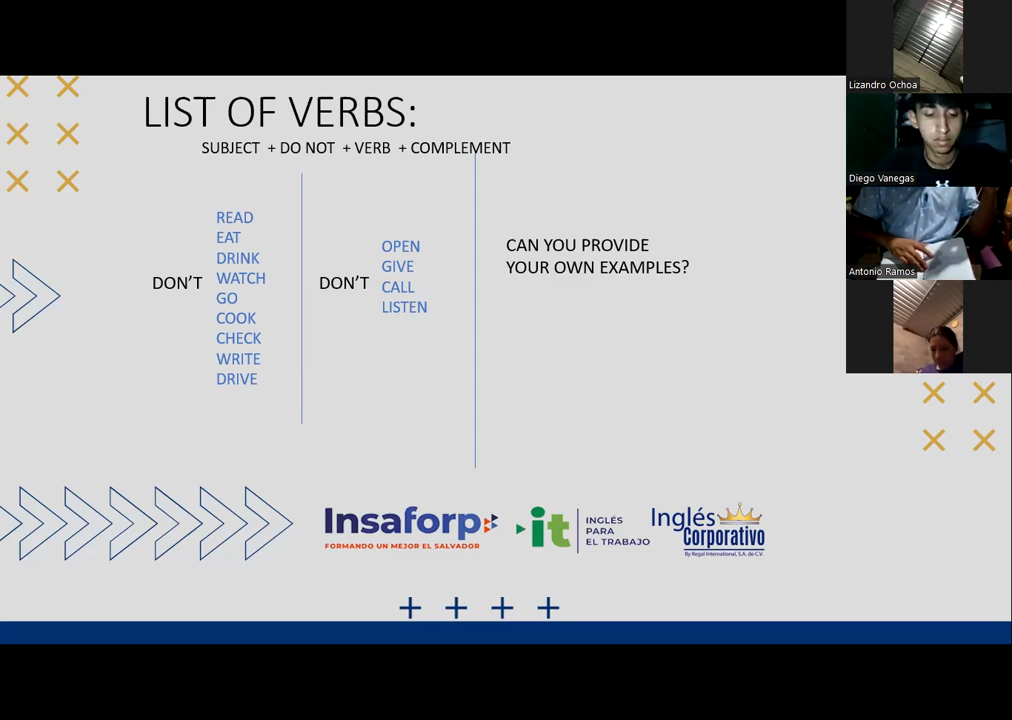 LIST OF VERBS:
SUBJECT + DO NOT + VERB + COMPLEMENT
DON'T
READ
EAT
DRINK
WATCH
GO
COOK
CHECK
WRITE
DRIVE
DON'T
OPEN
GIVE
CALL
LISTEN
CAN YOU PROVIDE
YOUR OWN EXAMPLES?
Insaforp
FORMANDO UN MEJOR EL SALVADOR
it
INGLÉS
PARA
EL TRABAJO
Inglés
Corporativo
By Regal International, S.A. de C.V.
Lizandro Ochoa
Diego Vanegas
Antonio Ramos